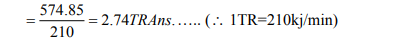 = 574.85/210 = 2.74TRAns….. (∴ 1TR=210kj/min)